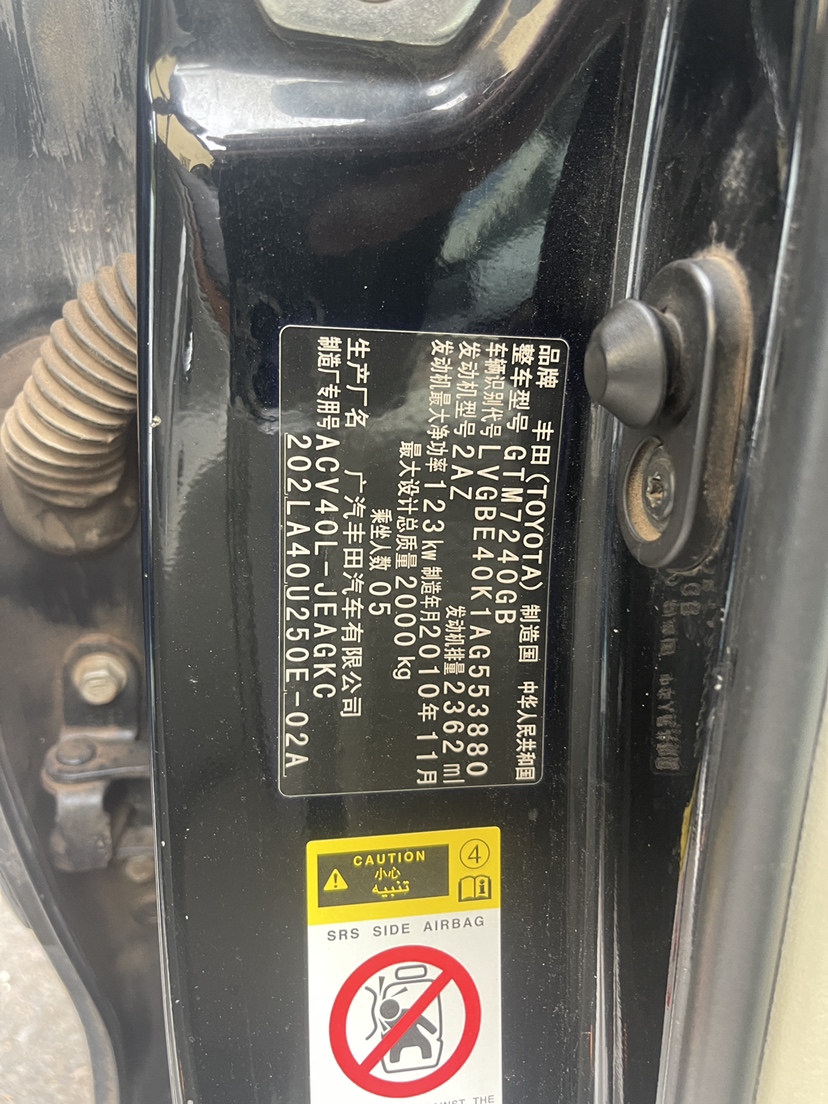 品牌 丰田(TOYOTA) 制造国 中华人民共和国
整车型号 GTM7240GB
车辆识别代号 LVGBE40K1AG553880
发动机型号 2AZ 发动机排量 2362 ml
发动机最大净功率 123 kw 制造年月 2010年11月
最大设计总质量 2000 kg
乘坐人数 05
生产厂名 广汽丰田汽车有限公司
制造厂专用号 ACV40L-JEAGKC
202LA40U250E-02A
CAUTION
小心
تنبيه
4
i
SRS SIDE AIRBAG
THE